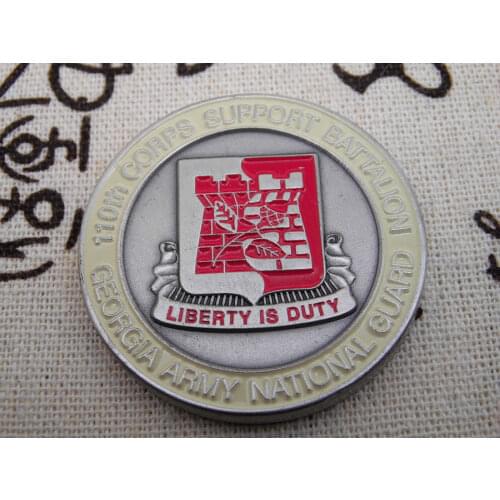 110th CORPS SUPPORT BATTALION
LIBERTY IS DUTY
GEORGIA ARMY NATIONAL GUARD